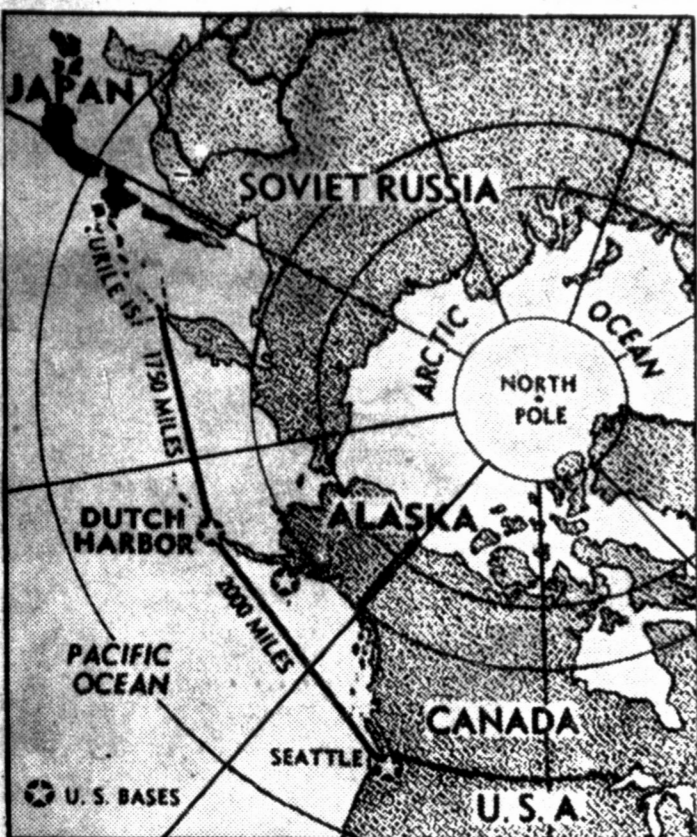 JAPAN
SOVIET RUSSIA
URILE IS.
ARCTIC
OCEAN
1750 MILES
NORTH
POLE
DUTCH
HARBOR
ALASKA
2000 MILES
PACIFIC
OCEAN
CANADA
SEATTLE
U. S. BASES
U. S. A.